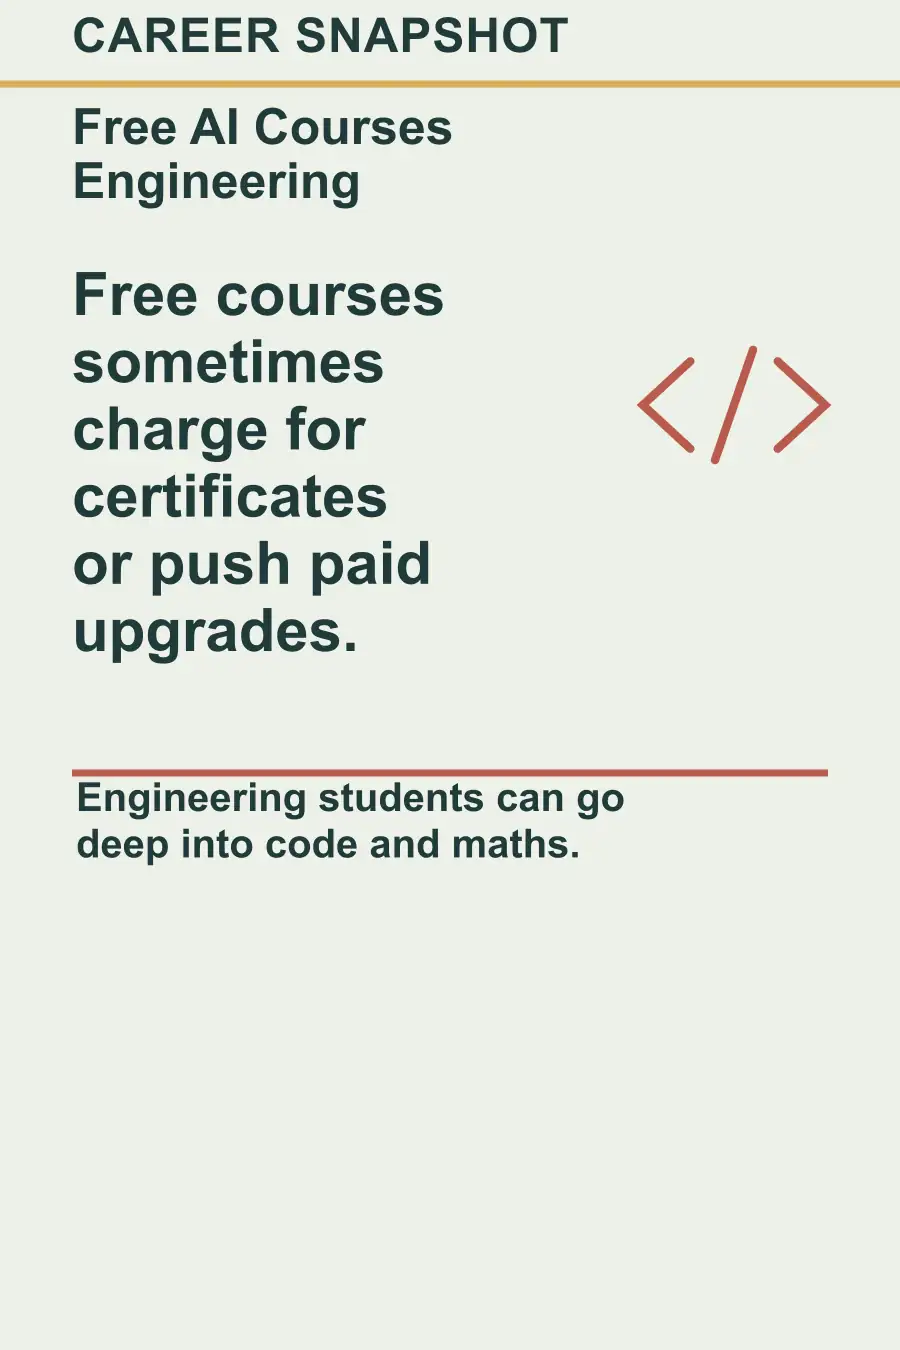 CAREER SNAPSHOT
Free AI Courses
Engineering
Free courses
sometimes
charge for
certificates
or push paid
upgrades.
</>
Engineering students can go
deep into code and maths.